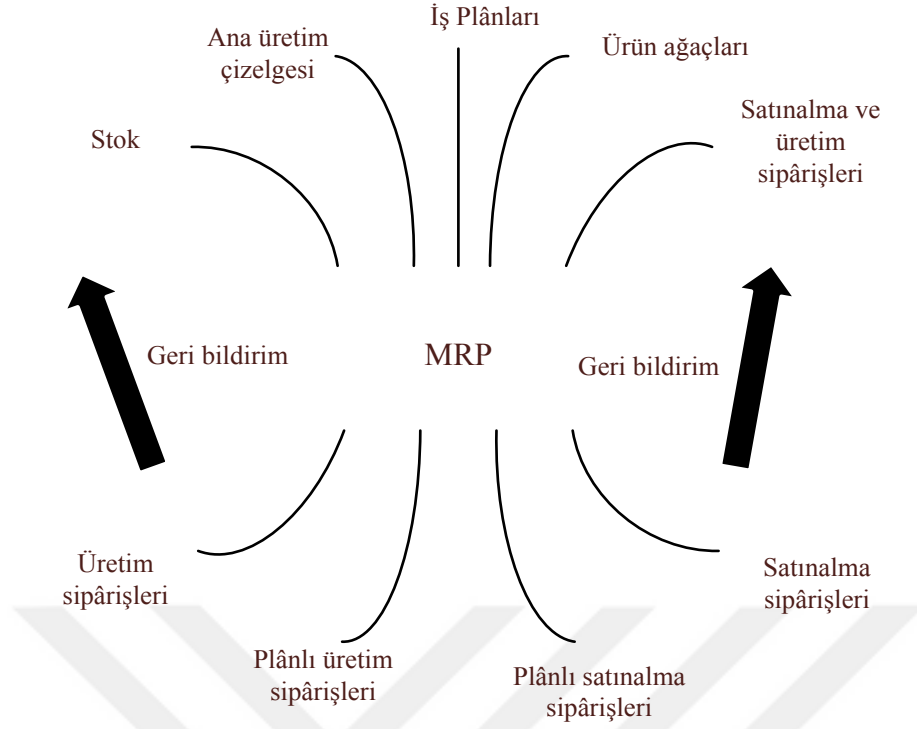 İş Plânları
Ana üretim
çizelgesi
Ürün ağaçları
Stok
Satınalma ve
üretim
sipârişleri
Geri bildirim
MRP
Geri bildirim
Üretim
sipârişleri
Satınalma
sipârişleri
Plânlı üretim
sipârişleri
Plânlı satınalma
sipârişleri